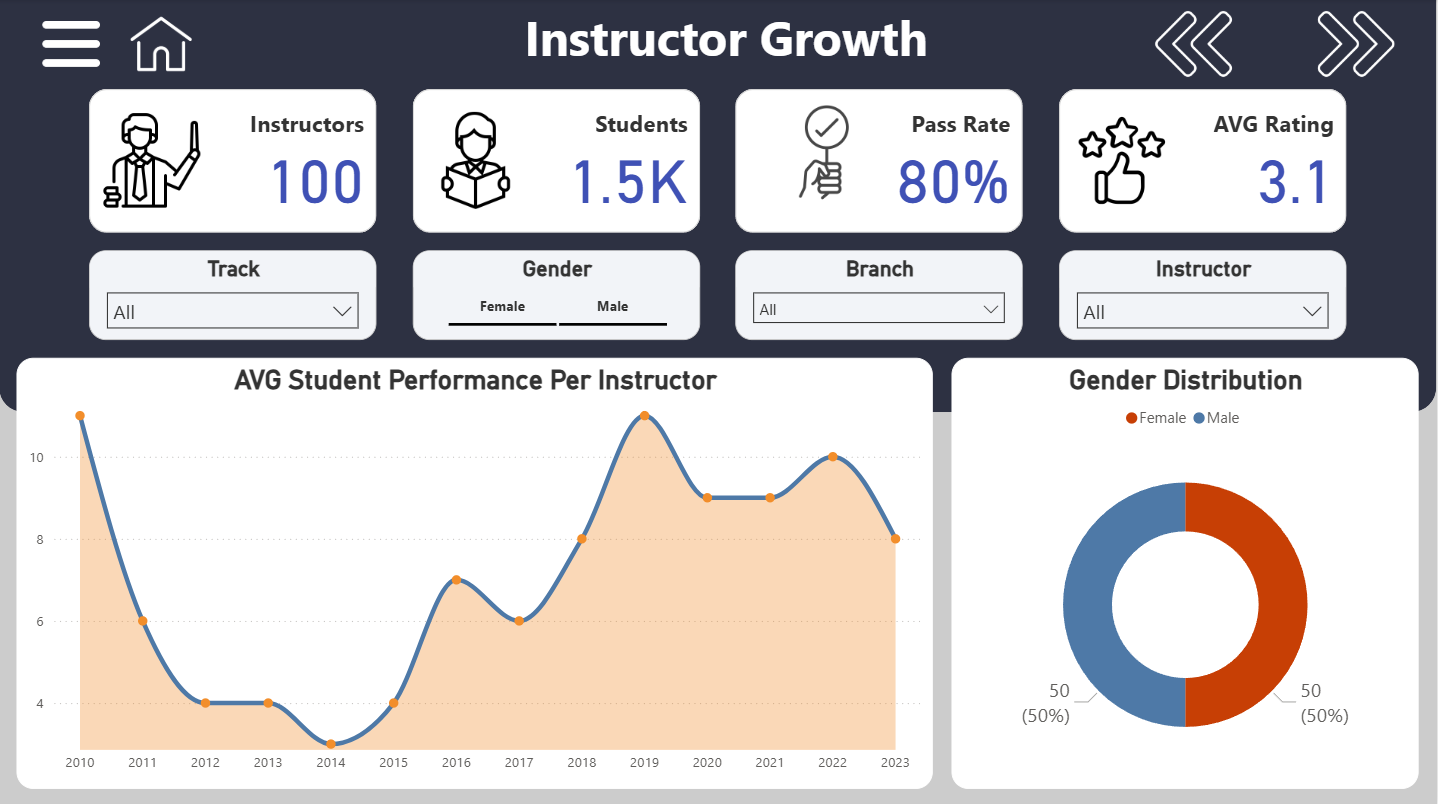 Instructor Growth
Instructors
100
Students
1.5K
Pass Rate
80%
AVG Rating
3.1
Track
All
Gender
Female Male
Branch
All
Instructor
All
AVG Student Performance Per Instructor
10
8
6
4
2010 2011 2012 2013 2014 2015 2016 2017 2018 2019 2020 2021 2022 2023
Gender Distribution
Female Male
50
(50%)
50
(50%)